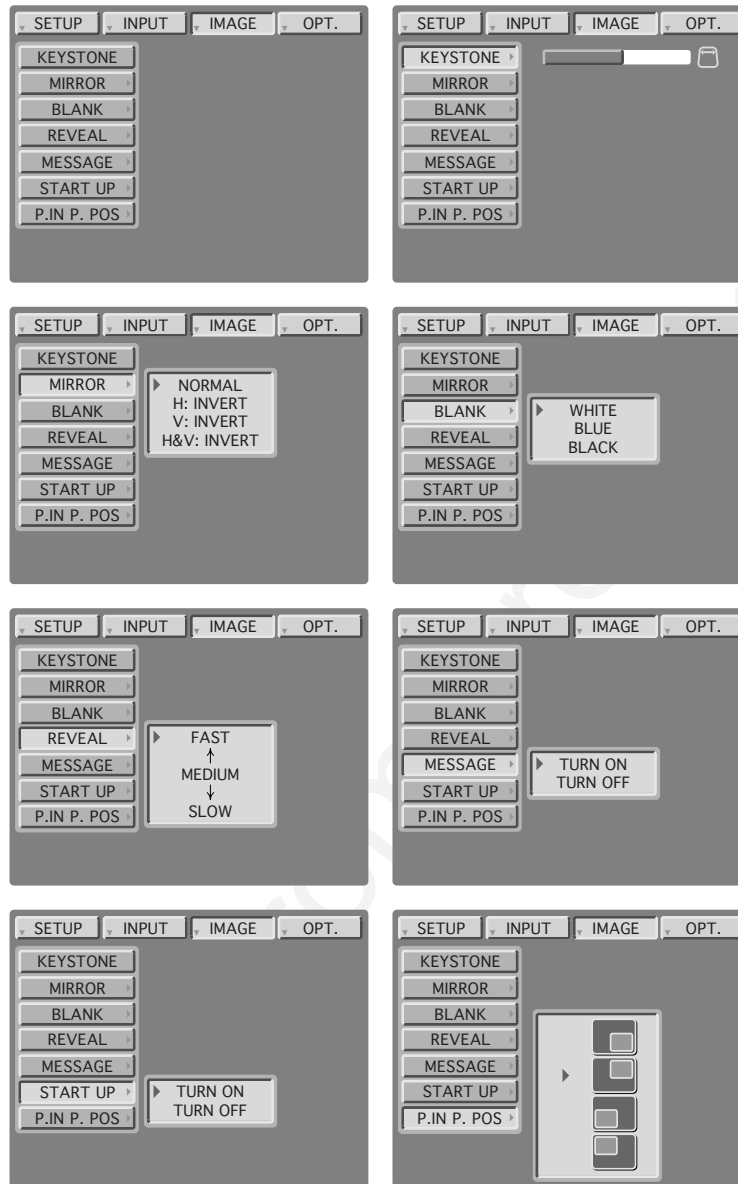 SETUP INPUT IMAGE OPT.
KEYSTONE
MIRROR
BLANK
REVEAL
MESSAGE
START UP
P.IN P. POS
SETUP INPUT IMAGE OPT.
KEYSTONE
MIRROR
BLANK
REVEAL
MESSAGE
START UP
P.IN P. POS
SETUP INPUT IMAGE OPT.
KEYSTONE
MIRROR
BLANK
REVEAL
MESSAGE
START UP
P.IN P. POS
NORMAL
H: INVERT
V: INVERT
H&V: INVERT
SETUP INPUT IMAGE OPT.
KEYSTONE
MIRROR
BLANK
REVEAL
MESSAGE
START UP
P.IN P. POS
WHITE
BLUE
BLACK
SETUP INPUT IMAGE OPT.
KEYSTONE
MIRROR
BLANK
REVEAL
MESSAGE
START UP
P.IN P. POS
FAST
↑
MEDIUM
↓
SLOW
SETUP INPUT IMAGE OPT.
KEYSTONE
MIRROR
BLANK
REVEAL
MESSAGE
START UP
P.IN P. POS
TURN ON
TURN OFF
SETUP INPUT IMAGE OPT.
KEYSTONE
MIRROR
BLANK
REVEAL
MESSAGE
START UP
P.IN P. POS
TURN ON
TURN OFF
SETUP INPUT IMAGE OPT.
KEYSTONE
MIRROR
BLANK
REVEAL
MESSAGE
START UP
P.IN P. POS